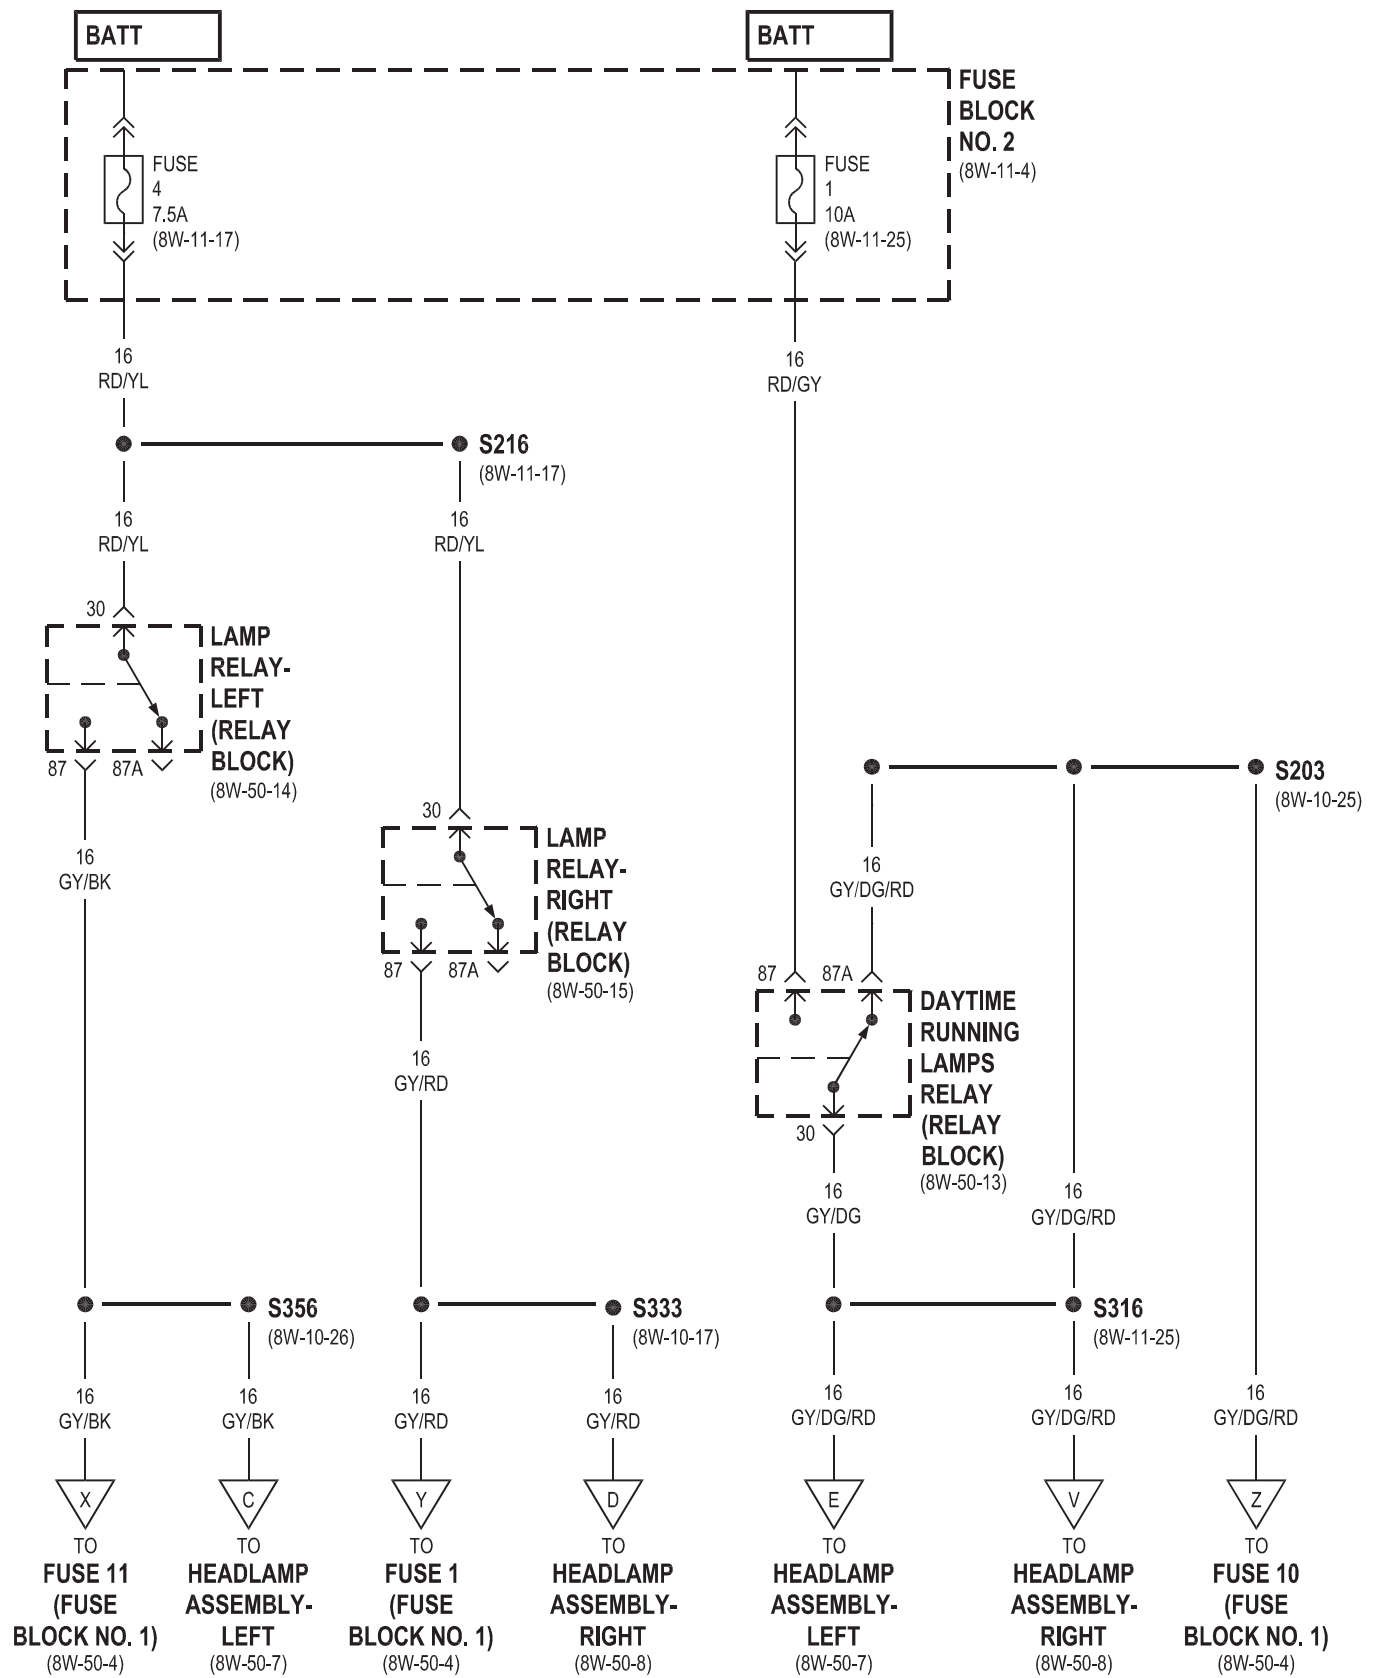 BATT
BATT
FUSE
BLOCK
NO. 2
(8W-11-4)
FUSE
4
7.5A
(8W-11-17)
FUSE
1
10A
(8W-11-25)
16
RD/YL
16
RD/GY
S216
(8W-11-17)
16
RD/YL
16
RD/YL
30
LAMP
RELAY-
LEFT
(RELAY
BLOCK)
(8W-50-14)
87
87A
S203
(8W-10-25)
30
LAMP
RELAY-
RIGHT
(RELAY
BLOCK)
(8W-50-15)
87
87A
16
GY/BK
16
GY/DG/RD
87
87A
DAYTIME
RUNNING
LAMPS
RELAY
(RELAY
BLOCK)
(8W-50-13)
30
16
GY/RD
16
GY/DG
16
GY/DG/RD
S356
(8W-10-26)
S333
(8W-10-17)
S316
(8W-11-25)
16
GY/BK
16
GY/BK
16
GY/RD
16
GY/RD
16
GY/DG/RD
16
GY/DG/RD
16
GY/DG/RD
X
TO
FUSE 11
(FUSE
BLOCK NO. 1)
(8W-50-4)
C
TO
HEADLAMP
ASSEMBLY-
LEFT
(8W-50-7)
Y
TO
FUSE 1
(FUSE
BLOCK NO. 1)
(8W-50-4)
D
TO
HEADLAMP
ASSEMBLY-
RIGHT
(8W-50-8)
E
TO
HEADLAMP
ASSEMBLY-
LEFT
(8W-50-7)
V
TO
HEADLAMP
ASSEMBLY-
RIGHT
(8W-50-8)
Z
TO
FUSE 10
(FUSE
BLOCK NO. 1)
(8W-50-4)